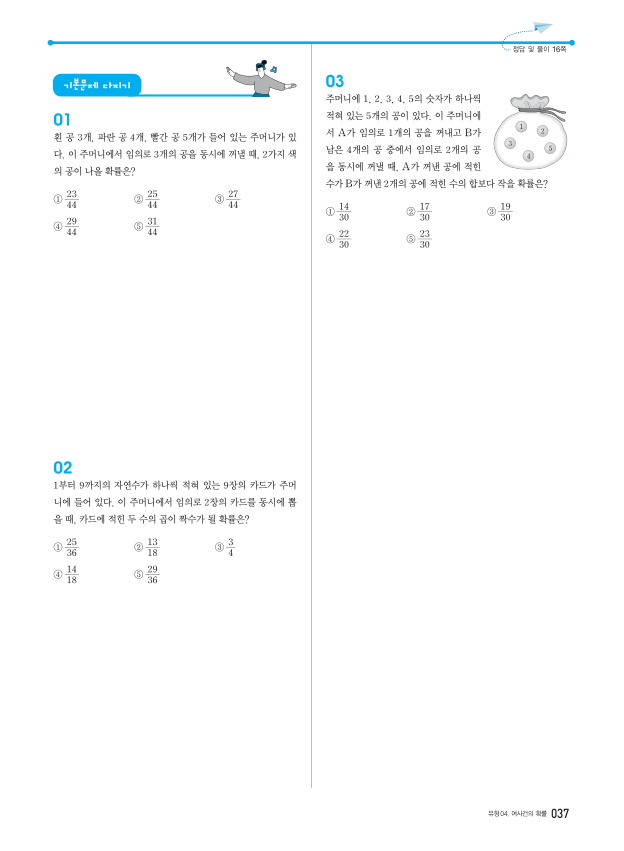 정답 및 풀이 16쪽
기본문제 다지기
01
흰 공 3개, 파란 공 4개, 빨간 공 5개가 들어 있는 주머니가 있
다. 이 주머니에서 임의로 3개의 공을 동시에 꺼낼 때, 2가지 색
의 공이 나올 확률은?
① 23/44 ② 25/44 ③ 27/44
④ 29/44 ⑤ 31/44
02
1부터 9까지의 자연수가 하나씩 적혀 있는 9장의 카드가 주머
니에 들어 있다. 이 주머니에서 임의로 2장의 카드를 동시에 뽑
을 때, 카드에 적힌 두 수의 곱이 짝수가 될 확률은?
① 25/36 ② 13/18 ③ 3/4
④ 14/18 ⑤ 29/36
03
주머니에 1, 2, 3, 4, 5의 숫자가 하나씩
적혀 있는 5개의 공이 있다. 이 주머니에
서 A가 임의로 1개의 공을 꺼내고 B가
남은 4개의 공 중에서 임의로 2개의 공
을 동시에 꺼낼 때, A가 꺼낸 공에 적힌
수가 B가 꺼낸 2개의 공에 적힌 수의 합보다 작을 확률은?
1
2
3
5
4
① 14/30 ② 17/30 ③ 19/30
④ 22/30 ⑤ 23/30
유형04. 여사건의 확률 037